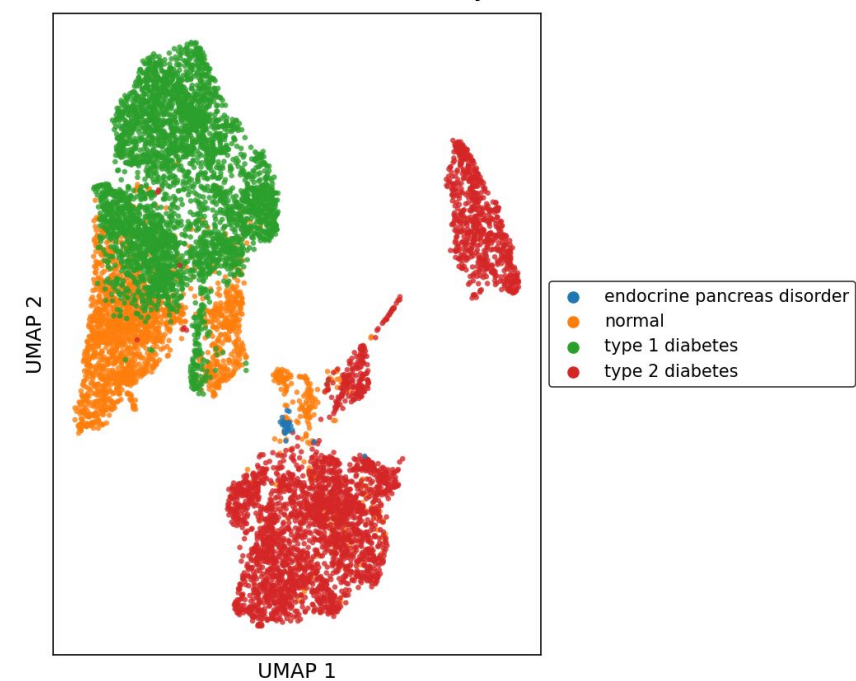 UMAP 2
UMAP 1
endocrine pancreas disorder
normal
type 1 diabetes
type 2 diabetes